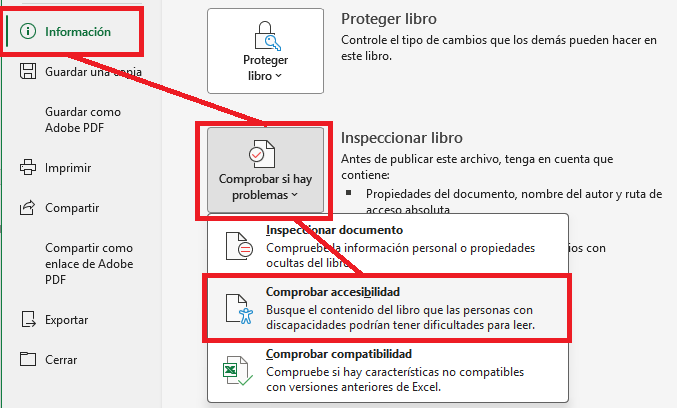 Información
Guardar una copia
Guardar como
Adobe PDF
Imprimir
Compartir
Compartir como
enlace de Adobe
PDF
Exportar
Cerrar
Proteger
libro
Proteger libro
Controle el tipo de cambios que los demás pueden hacer en
este libro.
Comprobar si hay
problemas
Inspeccionar libro
Antes de publicar este archivo, tenga en cuenta que
contiene:
Propiedades del documento, nombre del autor y ruta de
acceso absoluta
con
Inspeccionar documento
Compruebe la información personal o propiedades
ocultas del libro.
Comprobar accesibilidad
Busque el contenido del libro que las personas con
discapacidades podrían tener dificultades para leer.
Comprobar compatibilidad
Compruebe si hay características no compatibles
con versiones anteriores de Excel.